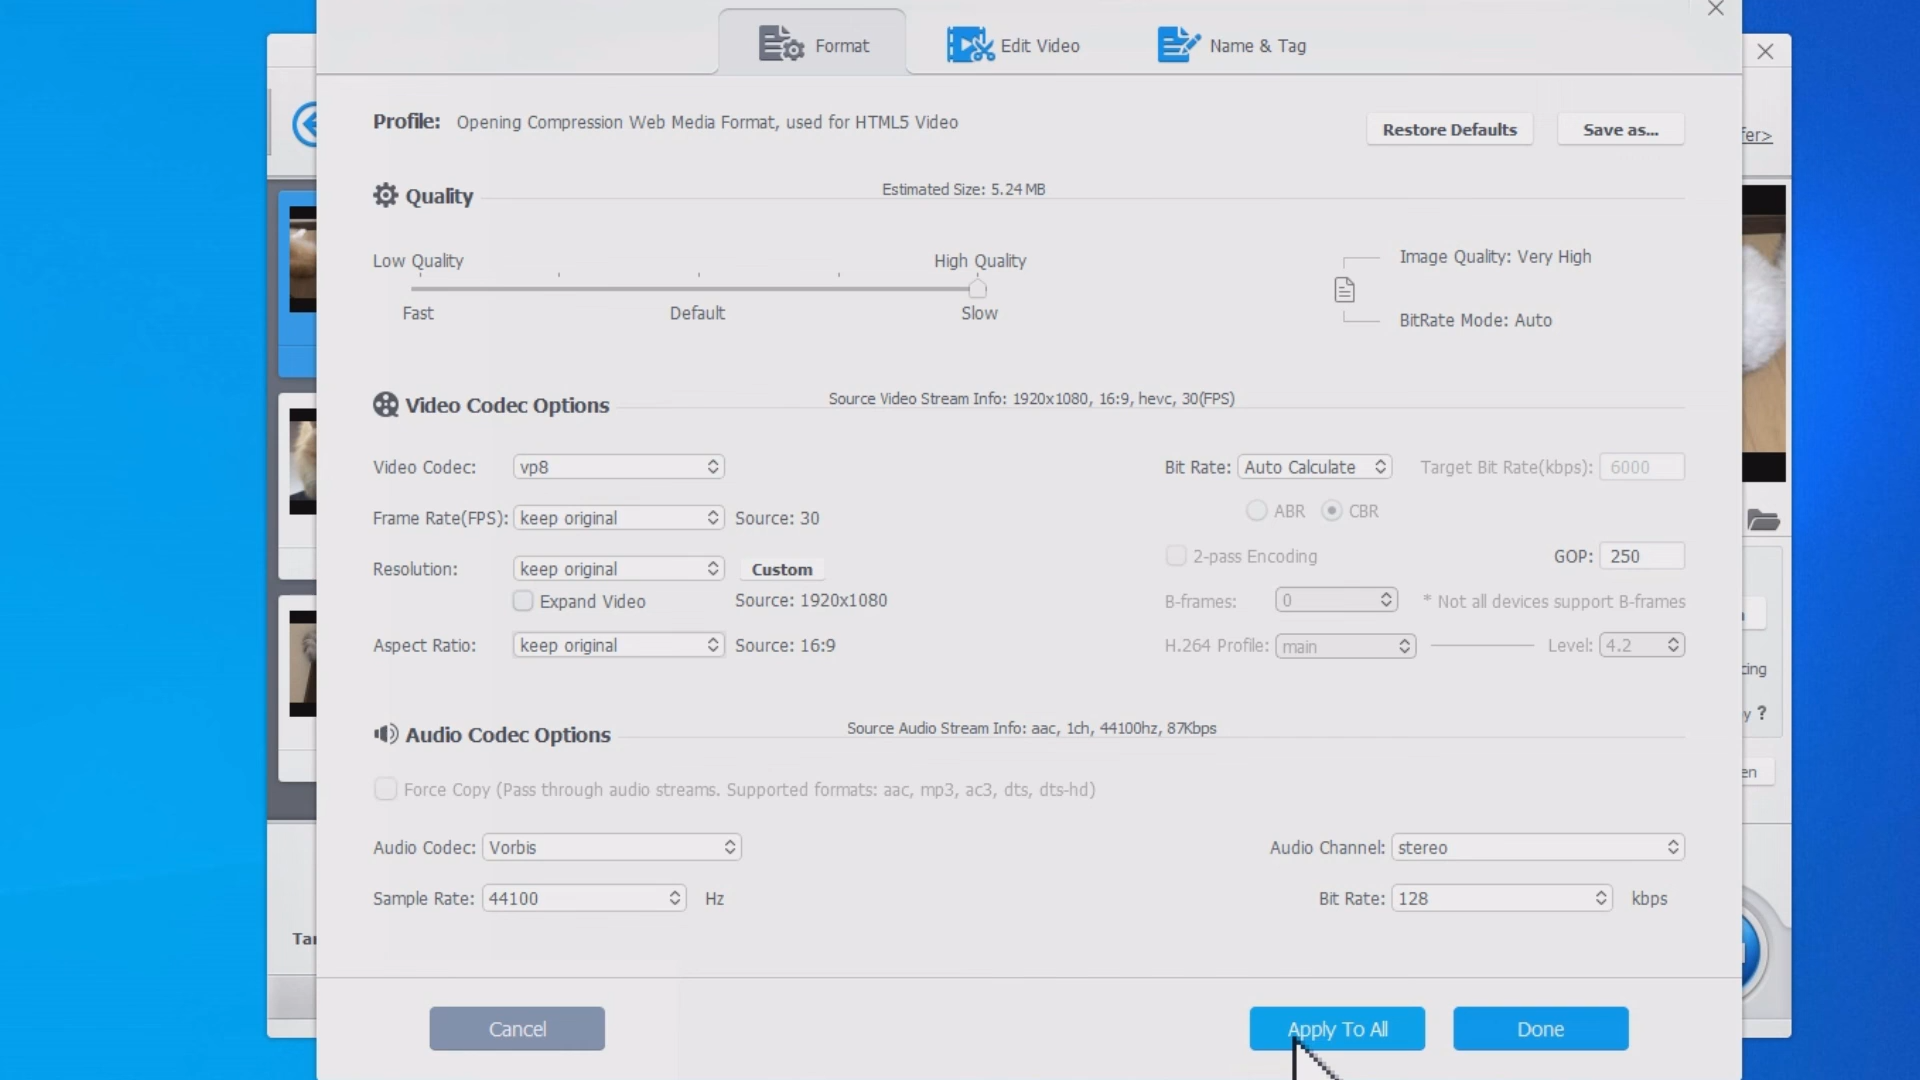 Format
Edit Video
Name & Tag
Profile: Opening Compression Web Media Format, used for HTML5 Video
Restore Defaults
Save as...
Quality
Estimated Size: 5.24 MB
Low Quality
High Quality
Fast
Default
Slow
Image Quality: Very High
BitRate Mode: Auto
Video Codec Options
Source Video Stream Info: 1920x1080, 16:9, hevc, 30(FPS)
Video Codec: vp8
Bit Rate: Auto Calculate
Target Bit Rate(kbps): 6000
Frame Rate(FPS): keep original
Source: 30
ABR
CBR
Resolution: keep original
Custom
2-pass Encoding
GOP: 250
Expand Video
Source: 1920x1080
B-frames: 0
* Not all devices support B-frames
Aspect Ratio: keep original
Source: 16:9
H.264 Profile: main
Level: 4.2
Audio Codec Options
Source Audio Stream Info: aac, 1ch, 44100hz, 87Kbps
Force Copy (Pass through audio streams. Supported formats: aac, mp3, ac3, dts, dts-hd)
Audio Codec: Vorbis
Audio Channel: stereo
Sample Rate: 44100 Hz
Bit Rate: 128 kbps
Cancel
Apply To All
Done